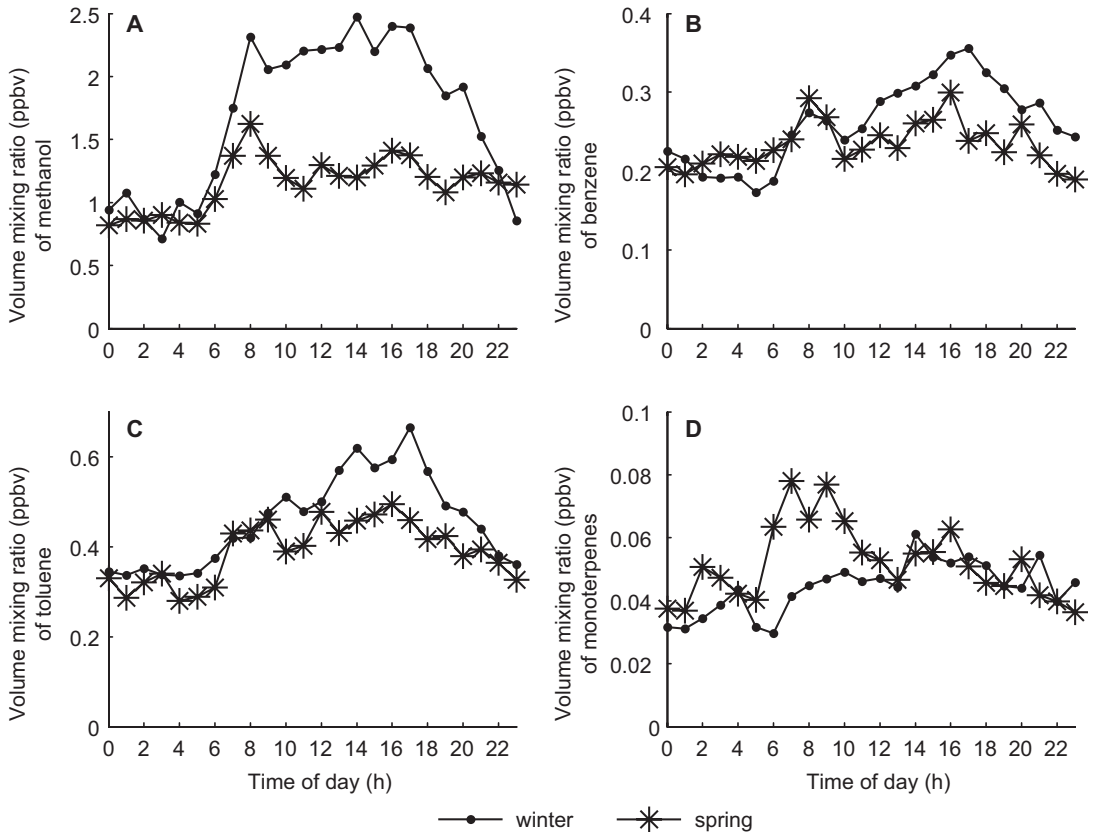 A
Volume mixing ratio (ppbv)
of methanol
2.5
2
1.5
1
0.5
0
0 2 4 6 8 10 12 14 16 18 20 22
B
Volume mixing ratio (ppbv)
of benzene
0.4
0.3
0.2
0.1
0
0 2 4 6 8 10 12 14 16 18 20 22
C
Volume mixing ratio (ppbv)
of toluene
0.6
0.4
0.2
0
0 2 4 6 8 10 12 14 16 18 20 22
Time of day (h)
D
Volume mixing ratio (ppbv)
of monoterpenes
0.1
0.08
0.06
0.04
0.02
0
0 2 4 6 8 10 12 14 16 18 20 22
Time of day (h)
winter spring